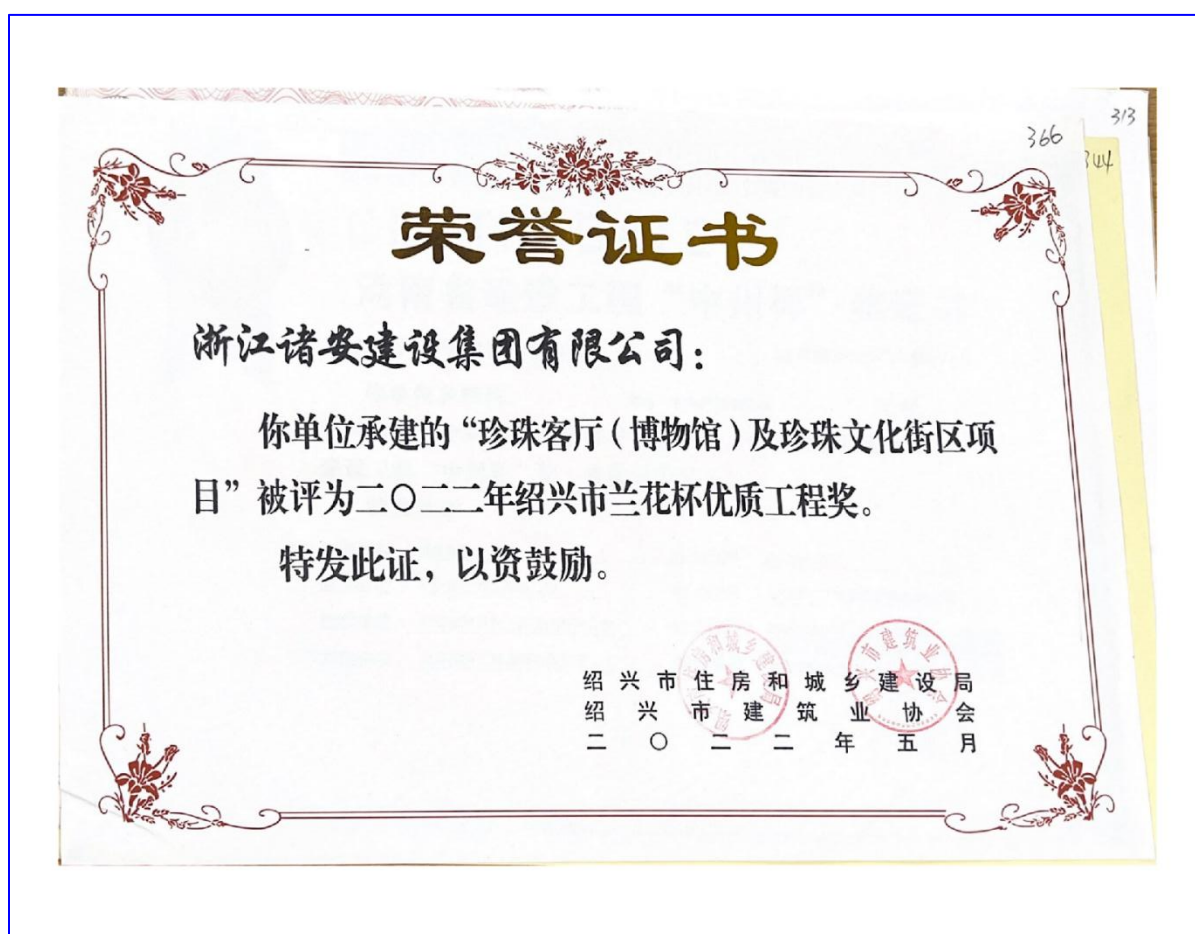 313
366
344
荣誉证书
浙江诸安建设集团有限公司：
你单位承建的“珍珠客厅（博物馆）及珍珠文化街区项
目”被评为二〇二二年绍兴市兰花杯优质工程奖。
特发此证，以资鼓励。
绍兴市住房和城乡建设局
绍兴市建筑业协会
二〇二二年五月